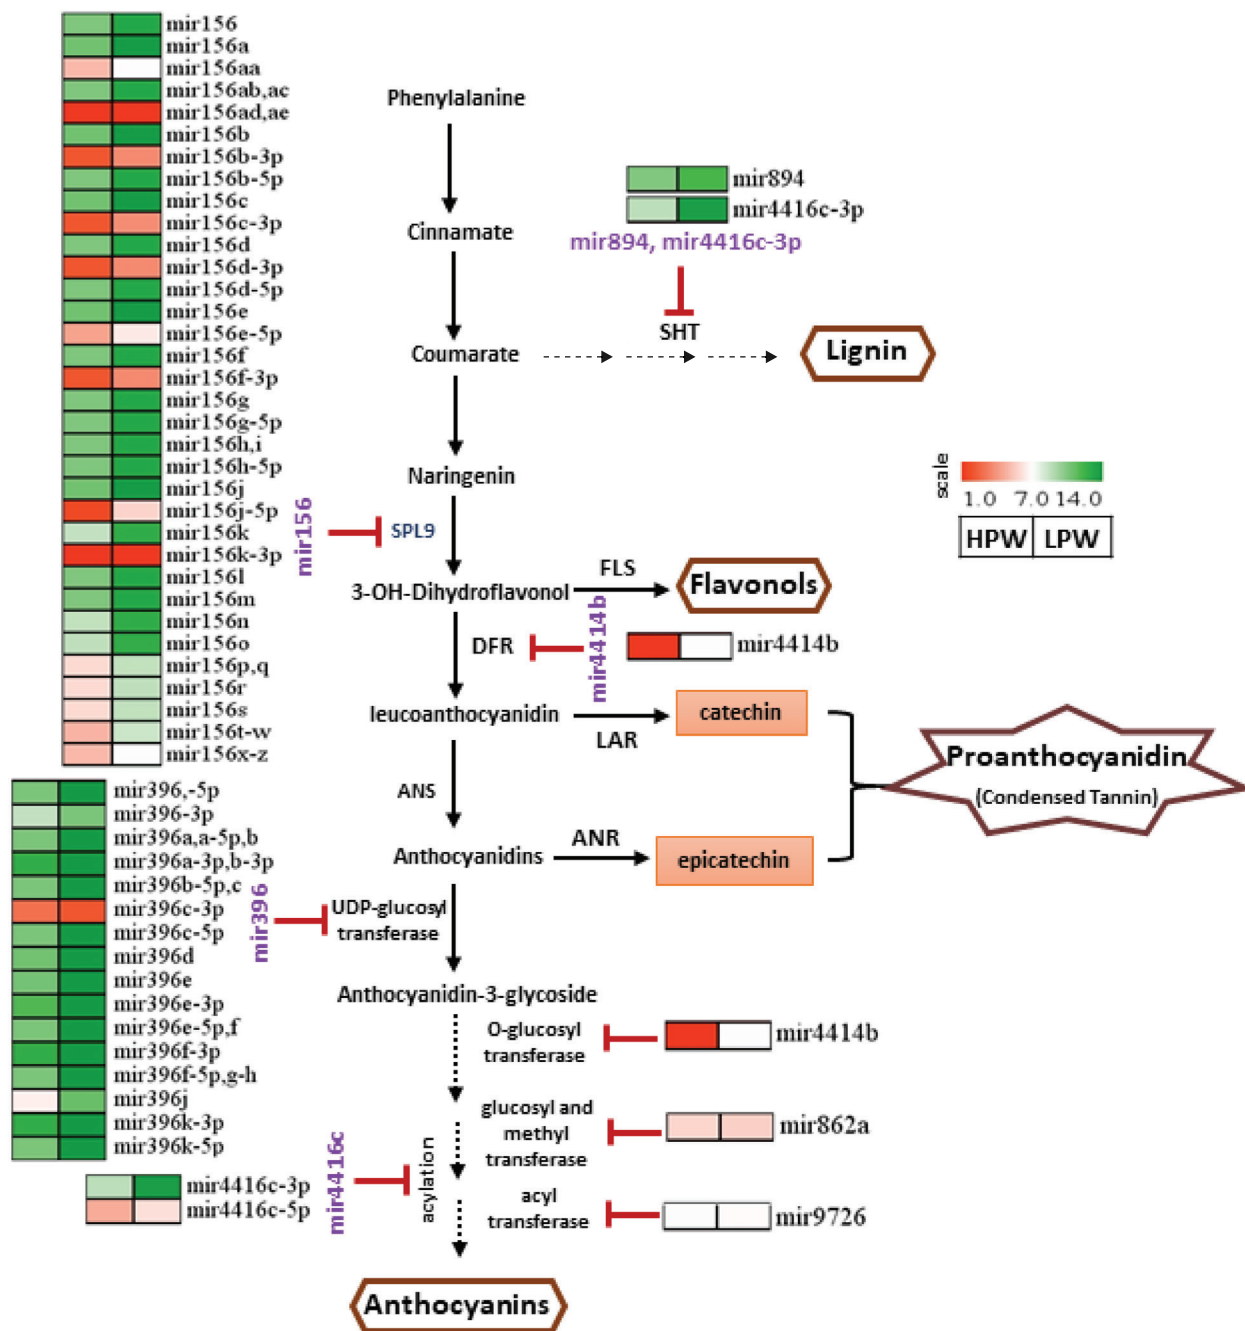 mir156
mir156a
mir156aa
mir156ab,ac
mir156ad,ae
mir156b
mir156b-3p
mir156b-5p
mir156c
mir156c-3p
mir156d
mir156d-3p
mir156d-5p
mir156e
mir156e-5p
mir156f
mir156f-3p
mir156g
mir156g-5p
mir156h,i
mir156h-5p
mir156j
mir156j-5p
mir156k
mir156k-3p
mir156l
mir156m
mir156n
mir156o
mir156p,q
mir156r
mir156s
mir156t-w
mir156x-z
mir156
SPL9
mir396,-5p
mir396-3p
mir396a,a-5p,b
mir396a-3p,b-3p
mir396b-5p,c
mir396c-3p
mir396c-5p
mir396d
mir396e
mir396e-3p
mir396e-5p,f
mir396f-3p
mir396f-5p,g-h
mir396j
mir396k-3p
mir396k-5p
mir396
UDP-glucosyl
transferase
mir4416c-3p
mir4416c-5p
mir4416c
acylation
Phenylalanine
Cinnamate
Coumarate
Naringenin
3-OH-Dihydroflavonol
leucoanthocyanidin
Anthocyanidins
Anthocyanidin-3-glycoside
Anthocyanins
mir894
mir4416c-3p
mir894, mir4416c-3p
SHT
Lignin
scale
1.0 7.0 14.0
HPW LPW
FLS
Flavonols
DFR
mir4414b
mir4414b
LAR
catechin
ANS
ANR
epicatechin
Proanthocyanidin
(Condensed Tannin)
O-glucosyl
transferase
mir4414b
glucosyl and
methyl
transferase
mir862a
acyl
transferase
mir9726